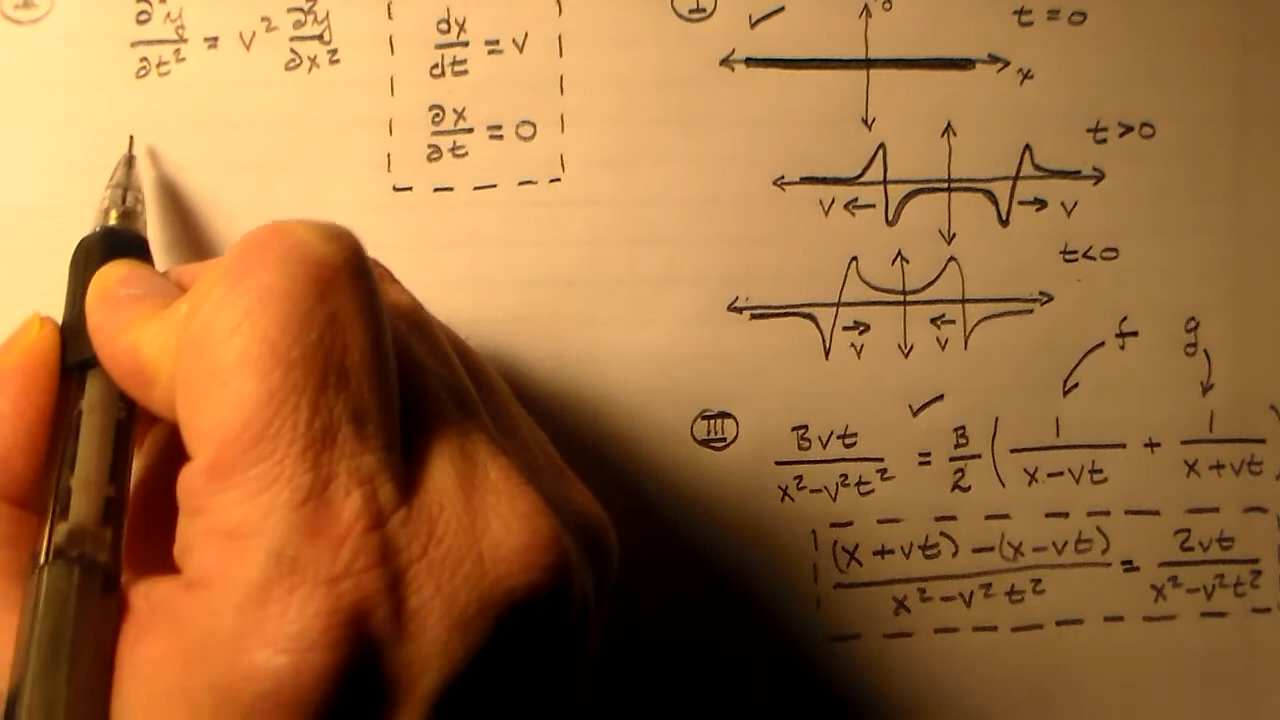 ∂²y/∂t² = v² ∂²y/∂x²
dx/dt = v
∂x/∂t = 0
I ✓ t = 0
x
t > 0
v ← → v
t < 0
→ ←
v v
f g
III ✓
Bvt/(x² − v²t²) = B/2 ( 1/(x − vt) + 1/(x + vt) )
((x + vt) − (x − vt))/(x² − v²t²) = 2vt/(x² − v²t²)